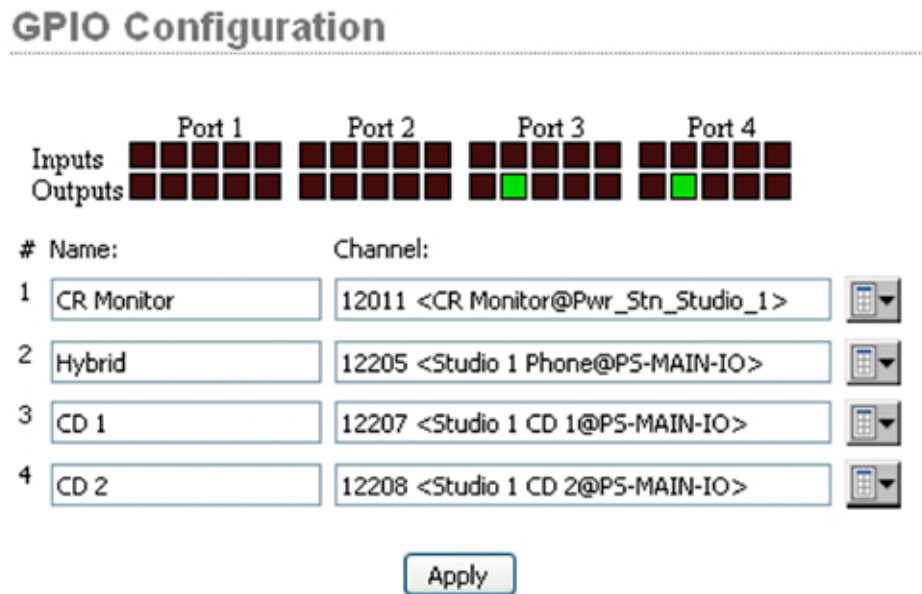 GPIO Configuration
Port 1 Port 2 Port 3 Port 4
Inputs
Outputs
# Name: Channel:
1 CR Monitor 12011 <CR Monitor@Pwr_Stn_Studio_1>
2 Hybrid 12205 <Studio 1 Phone@PS-MAIN-IO>
3 CD 1 12207 <Studio 1 CD 1@PS-MAIN-IO>
4 CD 2 12208 <Studio 1 CD 2@PS-MAIN-IO>
Apply